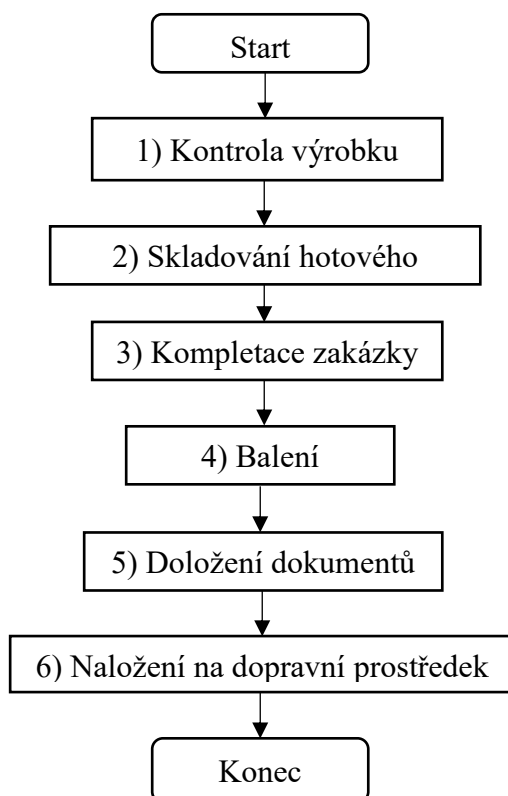 Start
1) Kontrola výrobku
2) Skladování hotového
3) Kompletace zakázky
4) Balení
5) Doložení dokumentů
6) Naložení na dopravní prostředek
Konec